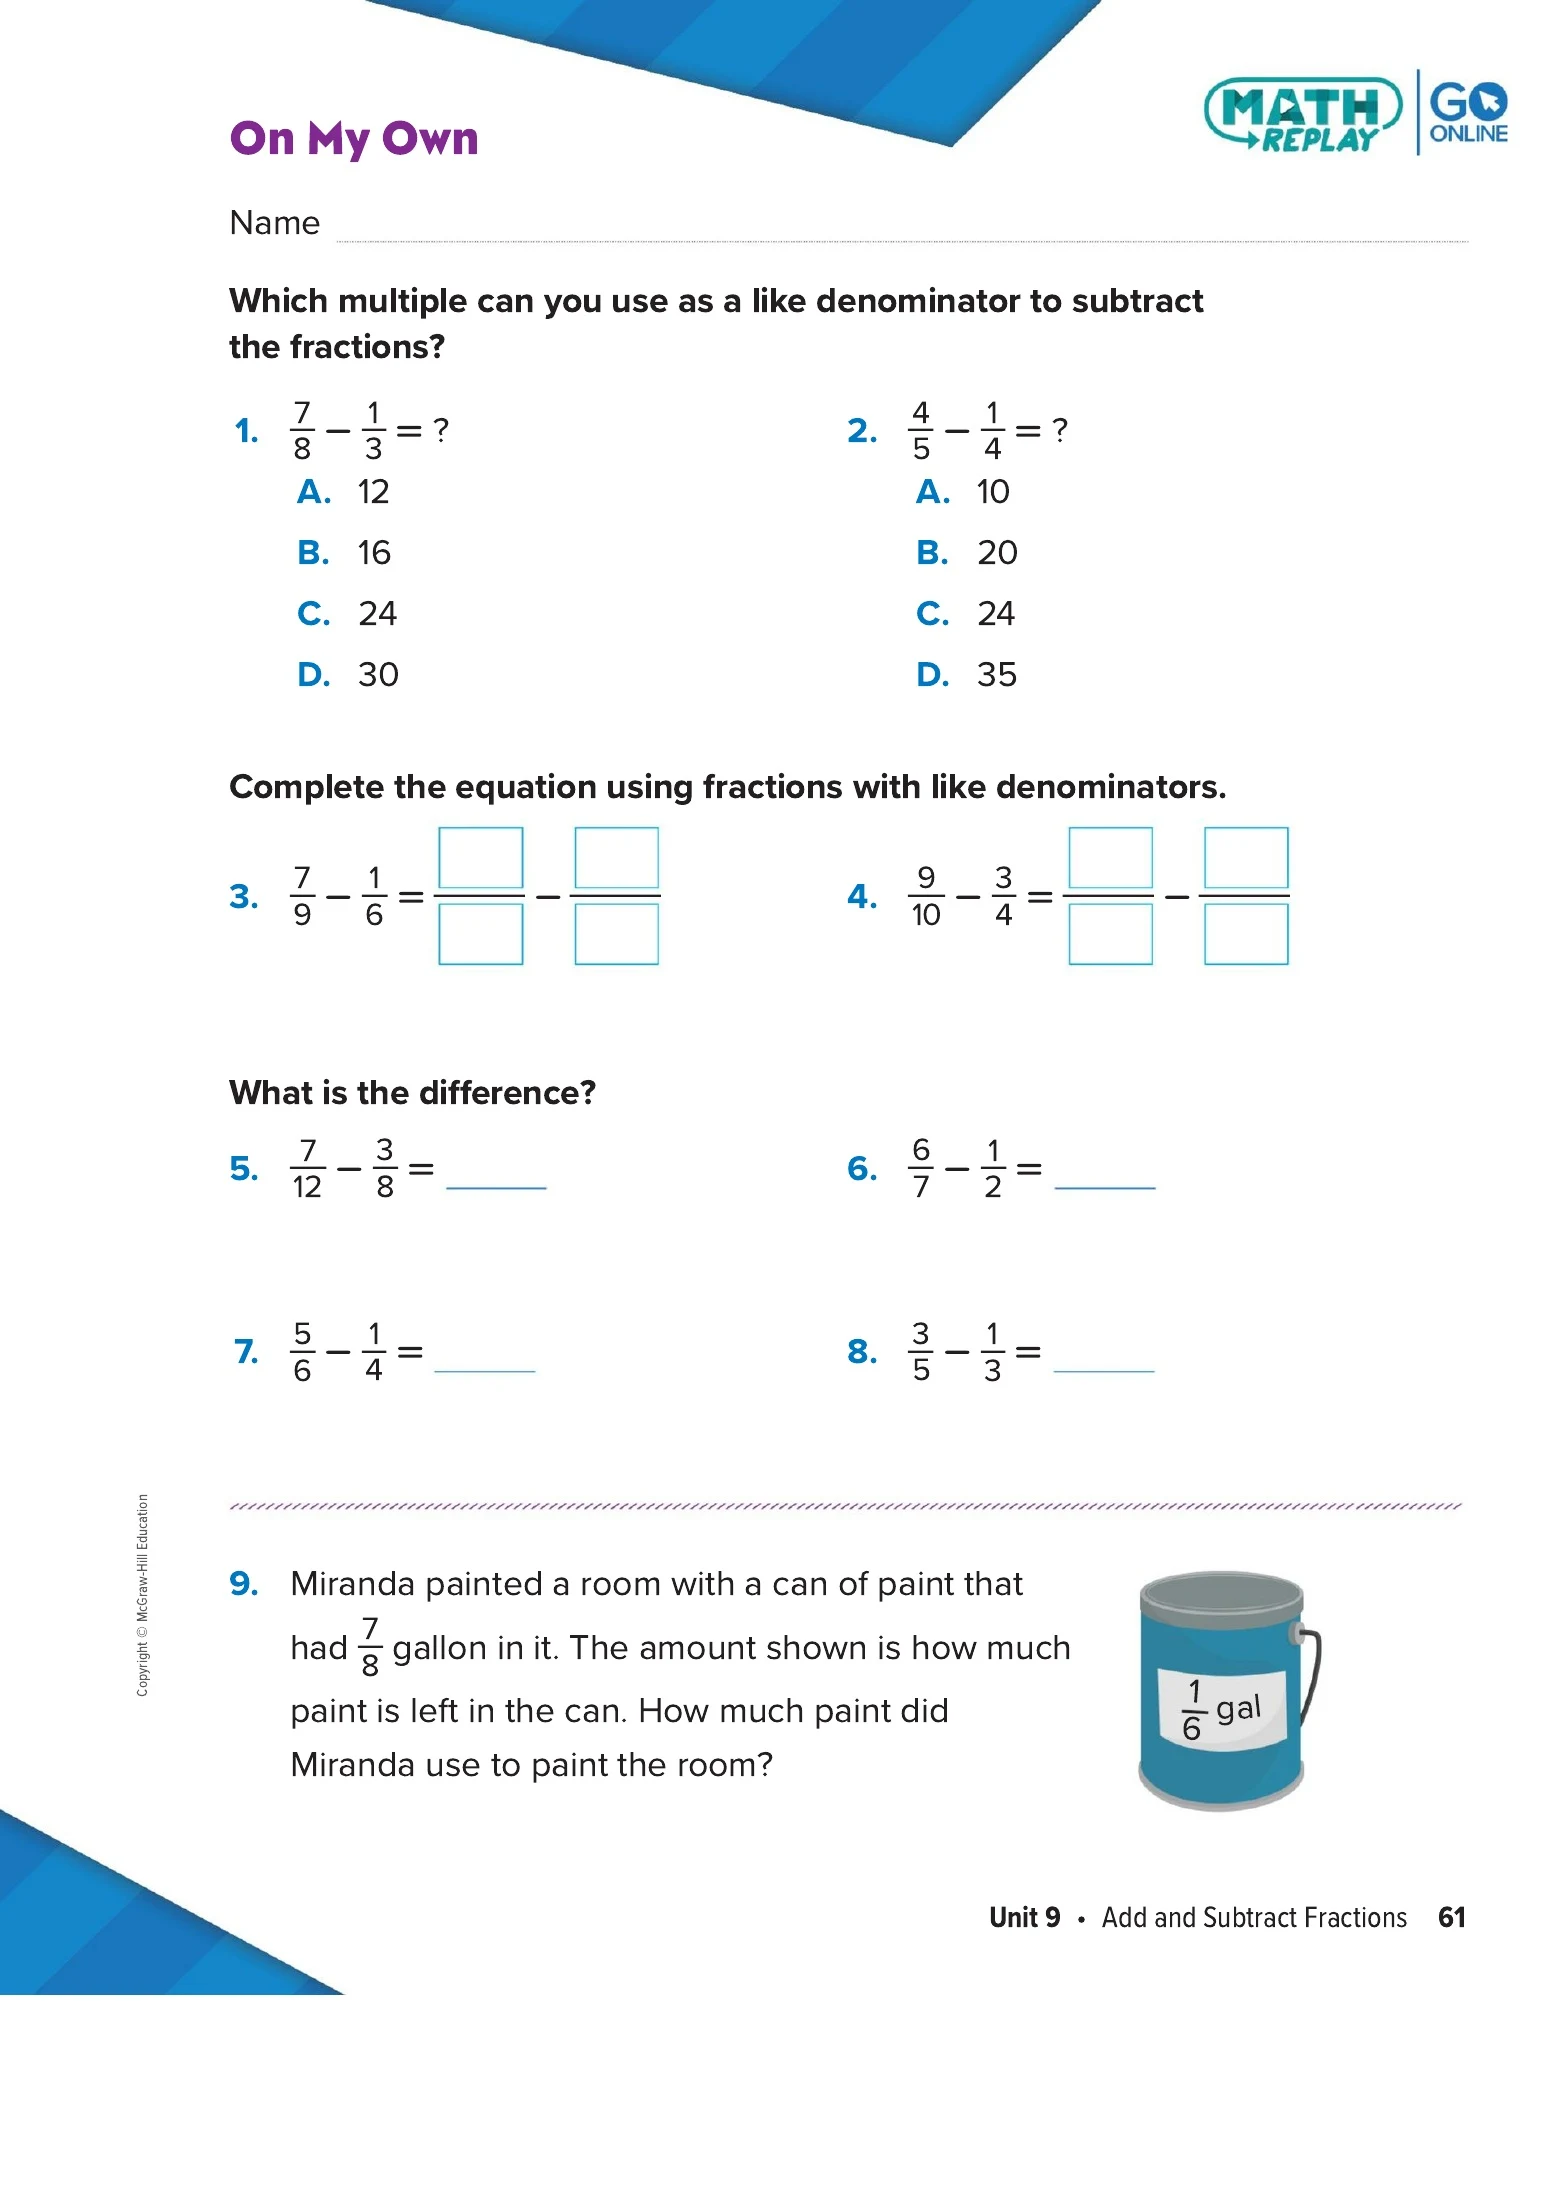 MATH
REPLAY
GO
ONLINE
On My Own
Name
Which multiple can you use as a like denominator to subtract
the fractions?
1. 7/8 − 1/3 = ?
A. 12
B. 16
C. 24
D. 30
2. 4/5 − 1/4 = ?
A. 10
B. 20
C. 24
D. 35
Complete the equation using fractions with like denominators.
3. 7/9 − 1/6 = −
4. 9/10 − 3/4 = −
What is the difference?
5. 7/12 − 3/8 =
6. 6/7 − 1/2 =
7. 5/6 − 1/4 =
8. 3/5 − 1/3 =
9. Miranda painted a room with a can of paint that
had 7/8 gallon in it. The amount shown is how much
paint is left in the can. How much paint did
Miranda use to paint the room?
1/6 gal
Copyright © McGraw-Hill Education
Unit 9 • Add and Subtract Fractions 61